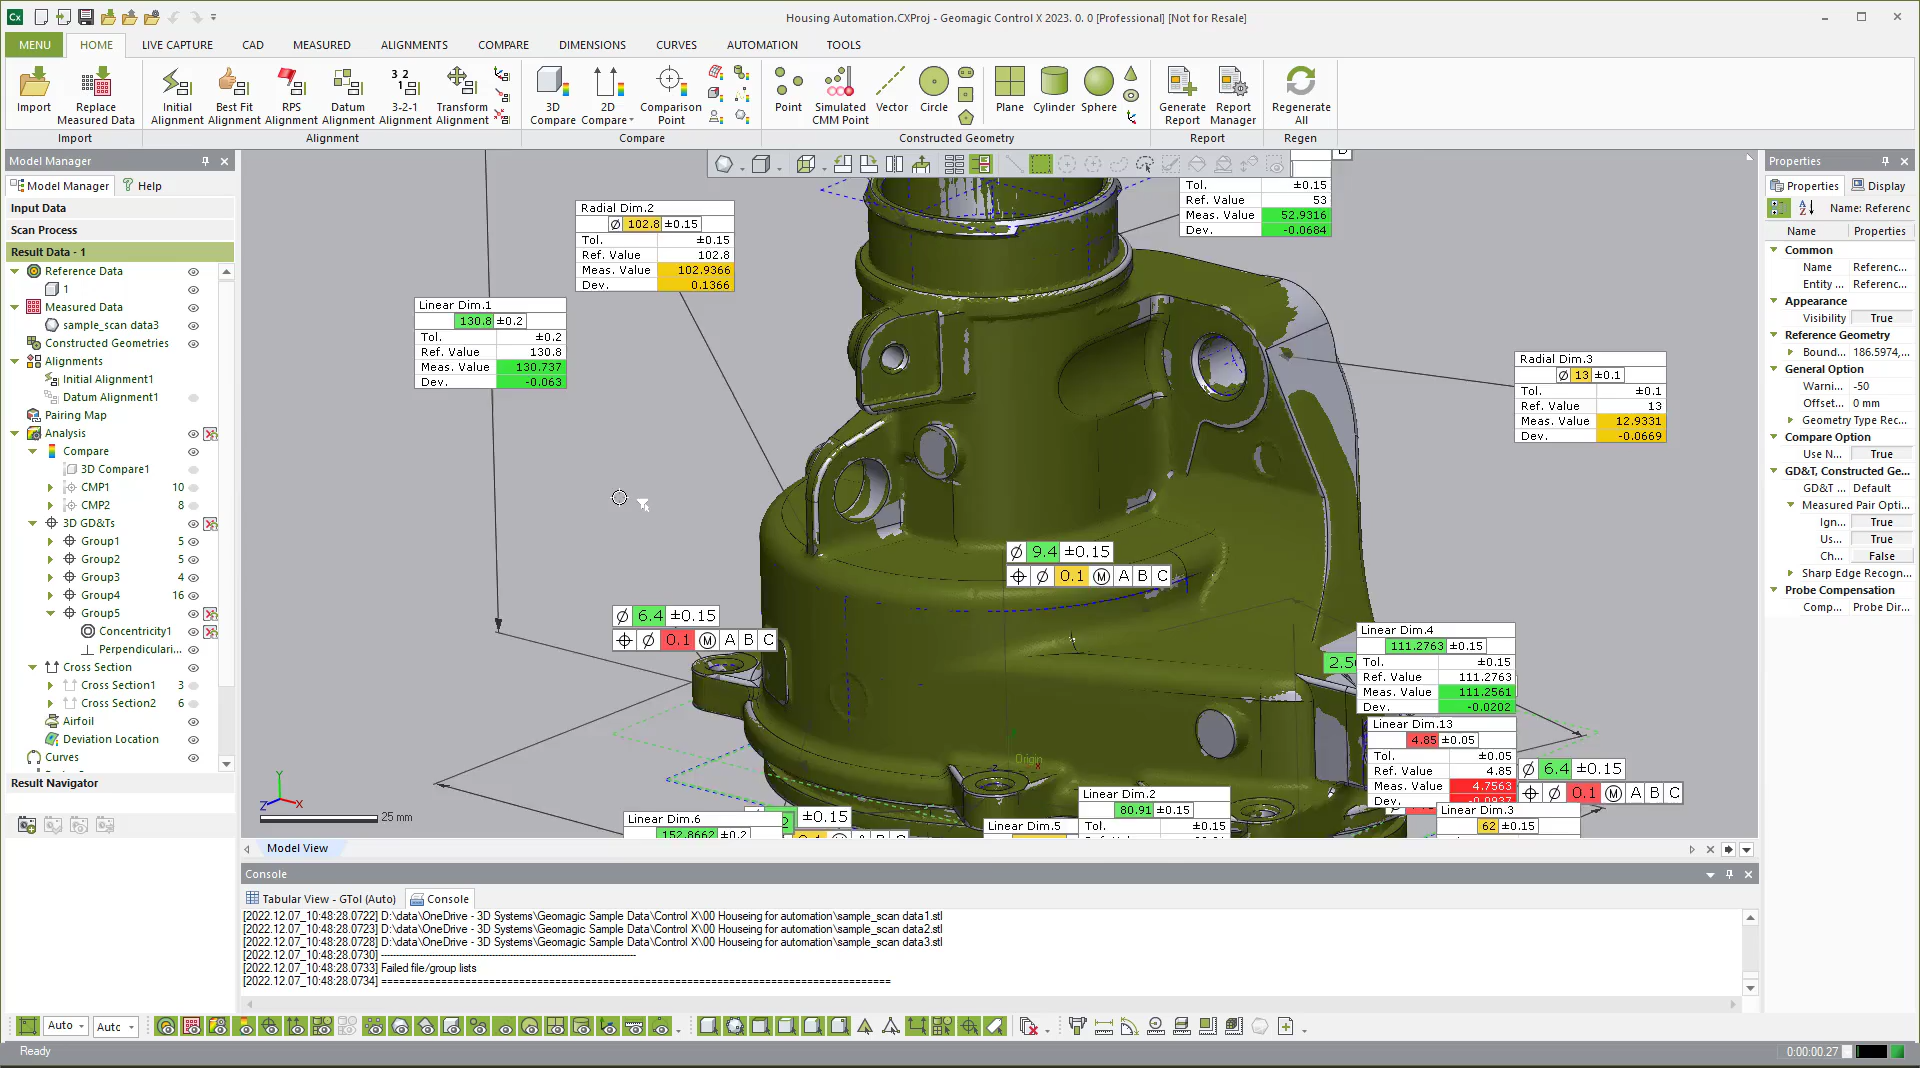 Housing Automation.CXProj - Geomagic Control X 2023. 0. 0 [Professional] [Not for Resale]
MENU HOME LIVE CAPTURE CAD MEASURED ALIGNMENTS COMPARE DIMENSIONS CURVES AUTOMATION TOOLS
Import
Replace Measured Data
Import
Initial Alignment
Best Fit Alignment
RPS Alignment
Datum Alignment
3-2-1 Alignment
Transform Alignment
Alignment
3D Compare
2D Compare
Comparison Point
Compare
Point
Simulated CMM Point
Vector
Circle
Plane
Cylinder
Sphere
Constructed Geometry
Generate Report
Report Manager
Report
Regenerate All
Regen
Model Manager
Model Manager Help
Input Data
Scan Process
Result Data - 1
Reference Data
1
Measured Data
sample_scan data3
Constructed Geometries
Alignments
Initial Alignment1
Datum Alignment1
Pairing Map
Analysis
Compare
3D Compare1
CMP1 10
CMP2 8
3D GD&Ts
Group1 5
Group2 5
Group3 4
Group4 16
Group5
Concentricity1
Perpendiculari...
Cross Section
Cross Section1 3
Cross Section2 6
Airfoil
Deviation Location
Curves
Result Navigator
Radial Dim.2
Ø 102.8 ±0.15
Tol. ±0.15
Ref. Value 102.8
Meas. Value 102.9366
Dev. 0.1366
Linear Dim.1
130.8 ±0.2
Tol. ±0.2
Ref. Value 130.8
Meas. Value 130.737
Dev. -0.063
Tol. ±0.15
Ref. Value 53
Meas. Value 52.9316
Dev. -0.0684
Radial Dim.3
Ø 13 ±0.1
Tol. ±0.1
Ref. Value 13
Meas. Value 12.9331
Dev. -0.0669
Ø 9.4 ±0.15
⌖ Ø 0.1 Ⓜ A B C
Ø 6.4 ±0.15
⌖ Ø 0.1 Ⓜ A B C
Linear Dim.4
111.2763 ±0.15
Tol. ±0.15
Ref. Value 111.2763
Meas. Value 111.2561
Dev. -0.0202
Linear Dim.13
4.85 ±0.05
Tol. ±0.05
Ref. Value 4.85
Meas. Value 4.7563
Dev. -0.0937
Ø 6.4 ±0.15
⌖ Ø 0.1 Ⓜ A B C
Linear Dim.3
62 ±0.15
Origin
Linear Dim.2
80.91 ±0.15
Tol. ±0.15
Linear Dim.5
Linear Dim.6
152.8662 ±0.2
±0.15
Y
Z X
25 mm
Model View
Console
Tabular View - GTol (Auto) Console
[2022.12.07_10:48:28.0722] D:\data\OneDrive - 3D Systems\Geomagic Sample Data\Control X\00 Houseing for automation\sample_scan data1.stl
[2022.12.07_10:48:28.0723] D:\data\OneDrive - 3D Systems\Geomagic Sample Data\Control X\00 Houseing for automation\sample_scan data2.stl
[2022.12.07_10:48:28.0728] D:\data\OneDrive - 3D Systems\Geomagic Sample Data\Control X\00 Houseing for automation\sample_scan data3.stl
[2022.12.07_10:48:28.0730] ----------------------------------------
[2022.12.07_10:48:28.0733] Failed file/group lists
[2022.12.07_10:48:28.0734] ========================================
Properties
Properties Display
Name: Referenc
Name Properties
Common
Name Referenc...
Entity ... Referenc...
Appearance
Visibility True
Reference Geometry
Bound... 186.5974,...
General Option
Warni... -50
Offset... 0 mm
Geometry Type Rec...
Compare Option
Use N... True
GD&T, Constructed Ge...
GD&T ... Default
Measured Pair Opti...
Ign... True
Us... True
Ch... False
Sharp Edge Recogn...
Probe Compensation
Comp... Probe Dir...
Auto Auto
Ready
0:00:00.27